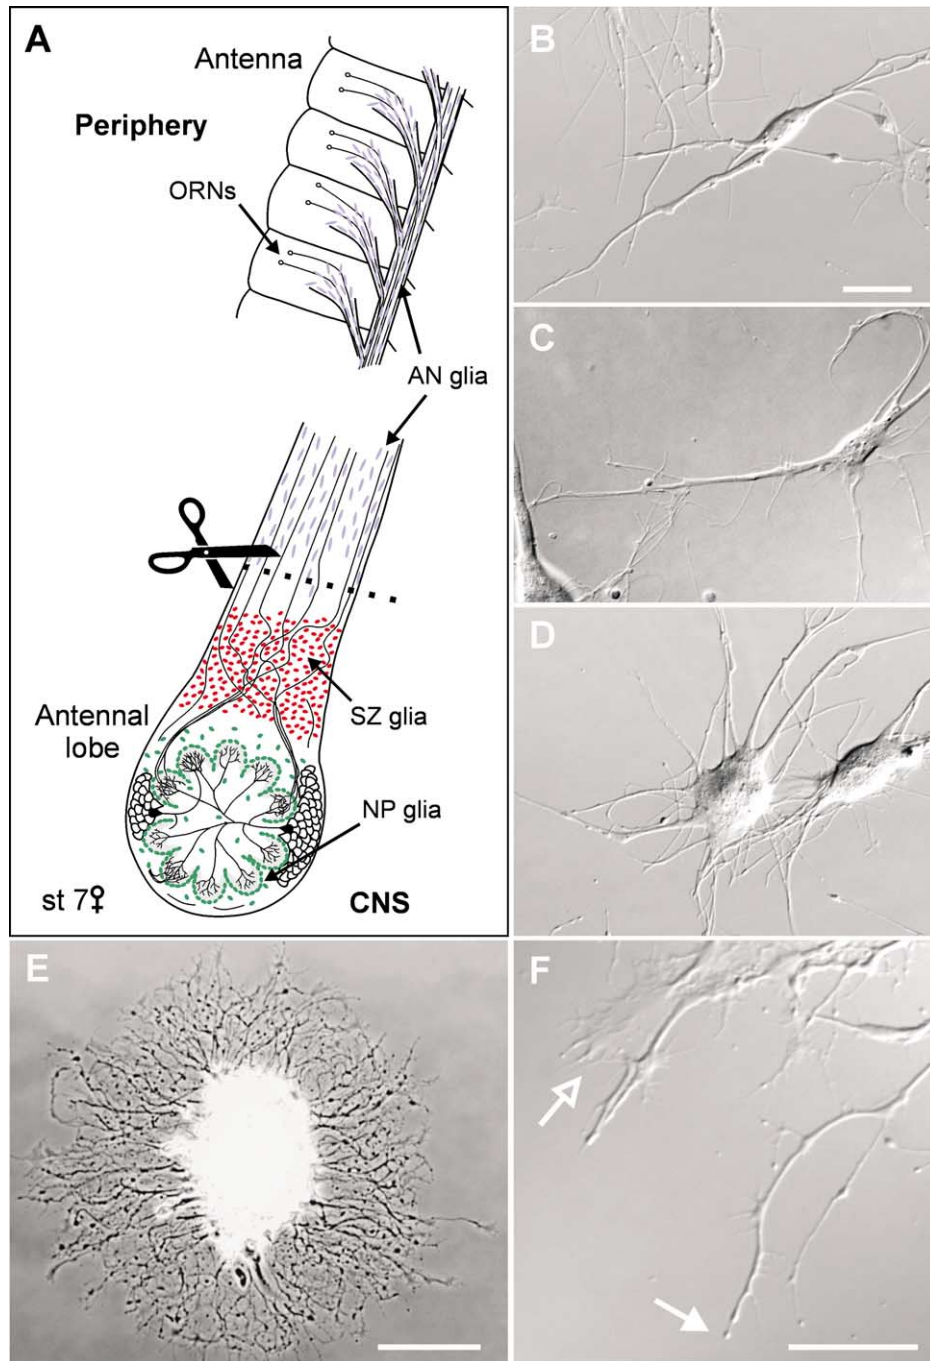 A
Antenna
Periphery
ORNs
AN glia
SZ glia
Antennal
lobe
NP glia
st 7♀
CNS
B
C
D
E
F